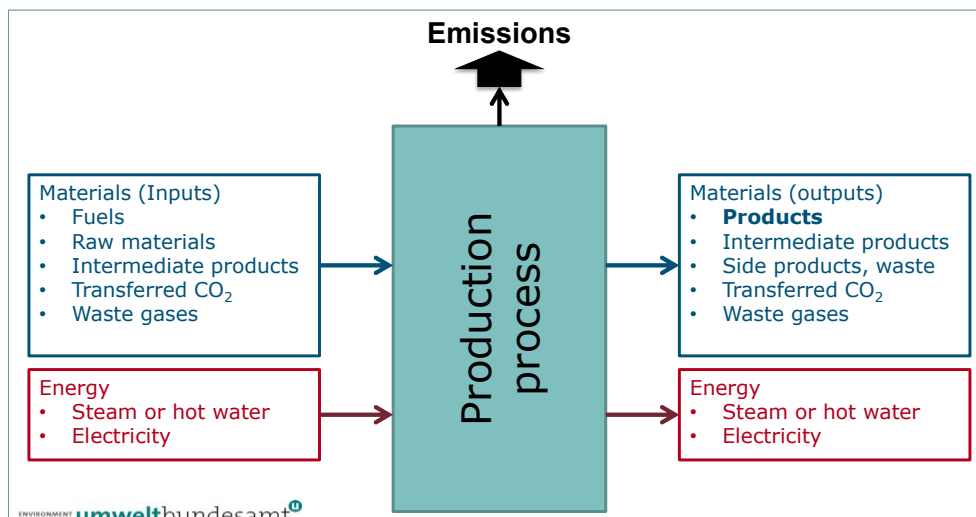 Emissions
Materials (Inputs)
• Fuels
• Raw materials
• Intermediate products
• Transferred CO₂
• Waste gases
Energy
• Steam or hot water
• Electricity
Production
process
Materials (outputs)
• Products
• Intermediate products
• Side products, waste
• Transferred CO₂
• Waste gases
Energy
• Steam or hot water
• Electricity
ENVIRONMENT umweltbundesamt ᵘ